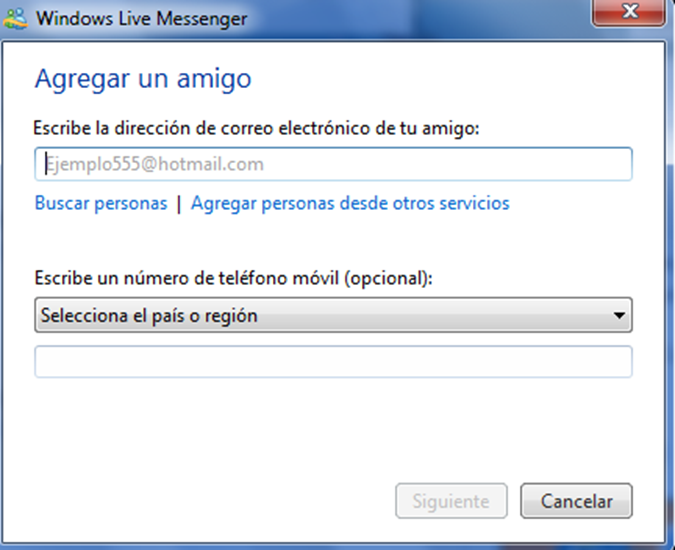 Windows Live Messenger
Agregar un amigo
Escribe la dirección de correo electrónico de tu amigo:
Ejemplo555@hotmail.com
Buscar personas | Agregar personas desde otros servicios
Escribe un número de teléfono móvil (opcional):
Selecciona el país o región
Siguiente Cancelar